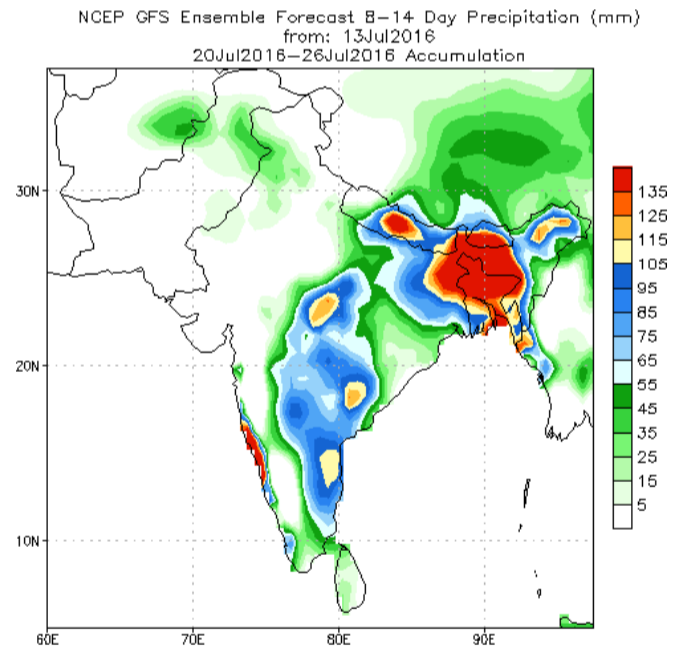 NCEP GFS Ensemble Forecast 8-14 Day Precipitation (mm)
from: 13Jul2016
20Jul2016-26Jul2016 Accumulation
30N
20N
10N
60E
70E
80E
90E
135
125
115
105
95
85
75
65
55
45
35
25
15
5